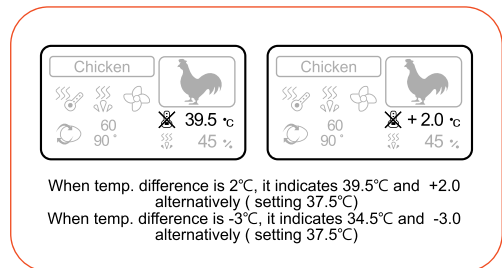 Chicken
39.5 °C
60
90°
45 %
Chicken
+ 2.0 °C
60
90°
45 %
When temp. difference is 2℃, it indicates 39.5℃ and +2.0
alternatively ( setting 37.5℃)
When temp. difference is -3℃, it indicates 34.5℃ and -3.0
alternatively ( setting 37.5℃)